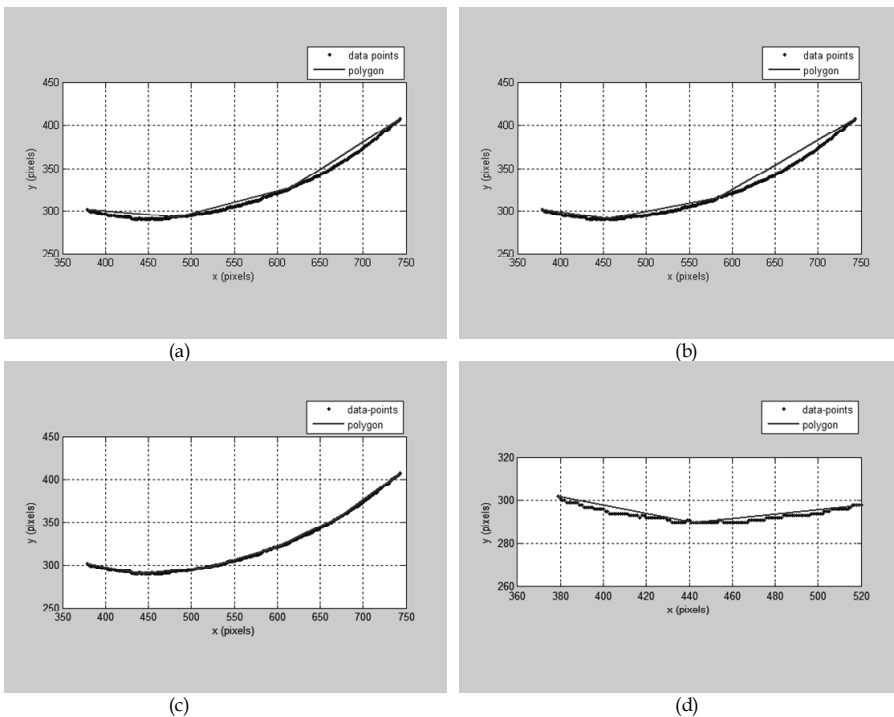 data points
polygon
450
400
350
300
250
y (pixels)
350 400 450 500 550 600 650 700 750
x (pixels)
(a)
data points
polygon
450
400
350
300
250
y (pixels)
350 400 450 500 550 600 650 700 750
x (pixels)
(b)
data-points
polygon
450
400
350
300
250
y (pixels)
350 400 450 500 550 600 650 700 750
x (pixels)
(c)
data-points
polygon
320
300
280
260
y (pixels)
360 380 400 420 440 460 480 500 520
x (pixels)
(d)